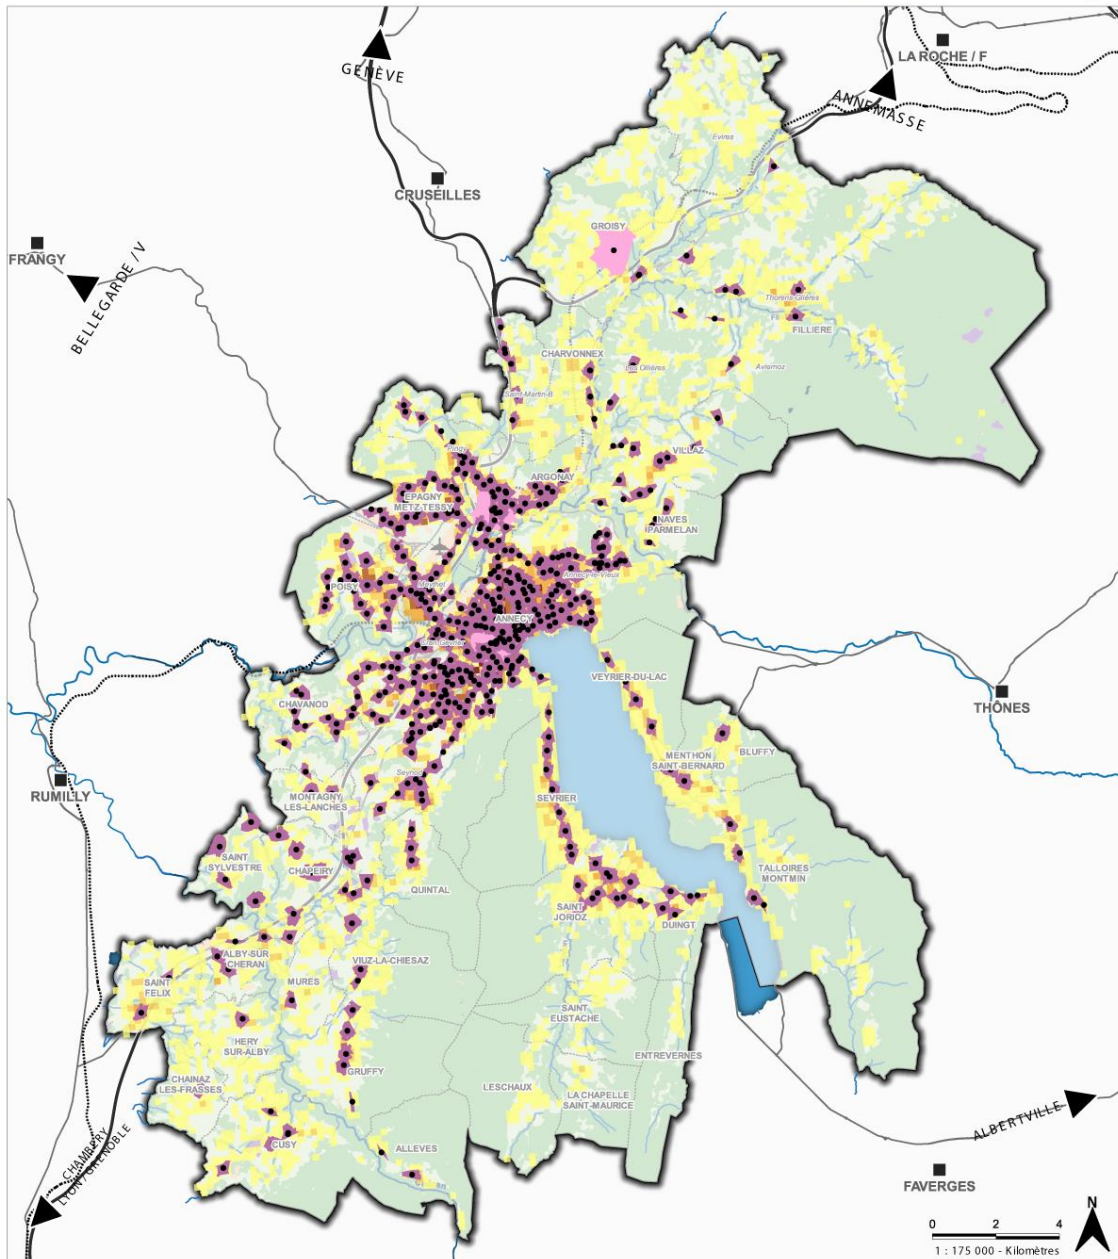 LA ROCHE / F
GENÈVE
ANNEMASSE
Evires
CRUSEILLES
GROISY
FRANGY
BELLEGARDE / V
Thorens-Glières
FILLIERE
CHARVONNEX
Les Ollières
Aviernoz
Saint-Martin-B
VILLAZ
Pringy
ARGONAY
EPAGNY
METZ-TESSY
NAVES
PARMELAN
Annecy-le-Vieux
POISY
Meythet
ANNECY
Cran-Gevrier
VEYRIER-DU-LAC
CHAVANOD
THÔNES
MENTHON
SAINT-BERNARD
BLUFFY
Seynod
RUMILLY
MONTAGNY
LES-LANCHES
SEVRIER
SAINT
SYLVESTRE
CHAPEIRY
TALLOIRES
MONTMIN
QUINTAL
SAINT
JORIOZ
DUINGT
ALBY-SUR
CHERAN
VIUZ-LA-CHIESAZ
SAINT
FELIX
MURES
SAINT
EUSTACHE
HERY
SUR-ALBY
ENTREVERNES
GRUFFY
CHAINAZ
LES-FRASSES
LESCHAUX
LA CHAPELLE
SAINT-MAURICE
ALBERTVILLE
CUSY
ALLEVES
CHAMBERY
LYON / GRENOBLE
FAVERGES
N
0 2 4
1 : 175 000 - Kilomètres